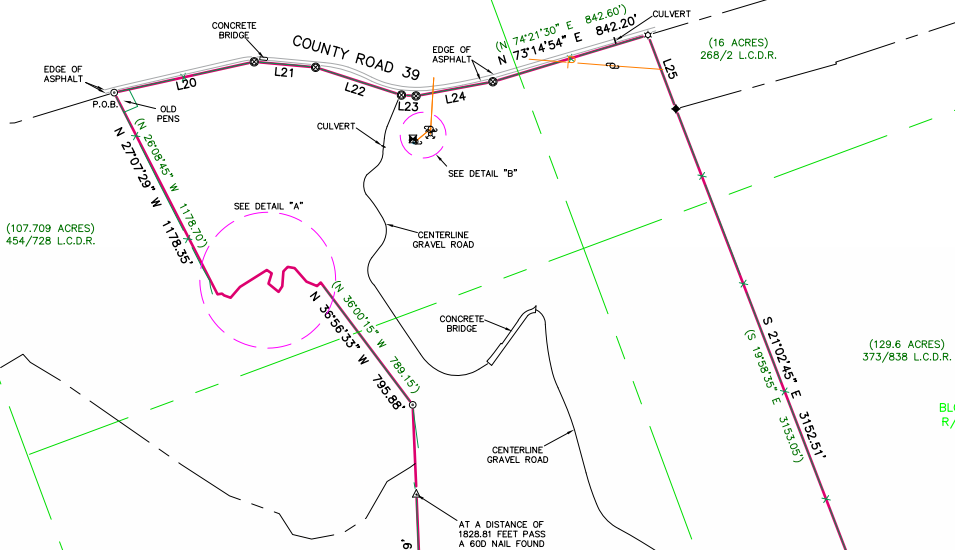 CONCRETE
BRIDGE
COUNTY ROAD 39
(N 74°21'30" E 842.60')
N 73°14'54" E 842.20'
CULVERT
(16 ACRES)
268/2 L.C.D.R.
EDGE OF
ASPHALT
EDGE OF
ASPHALT
L20
L21
L22
L23
L24
L25
P.O.B.
OLD
PENS
CULVERT
(N 26°08'45" W 1178.70')
N 27°07'29" W 1178.35'
SEE DETAIL "B"
SEE DETAIL "A"
(107.709 ACRES)
454/728 L.C.D.R.
CENTERLINE
GRAVEL ROAD
(N 36°00'15" W 789.15')
N 36°56'33" W 795.88'
CONCRETE
BRIDGE
S 21°02'45" E 3152.51'
(S 19°58'35" E 3153.05')
(129.6 ACRES)
373/838 L.C.D.R.
BLO
R/
CENTERLINE
GRAVEL ROAD
AT A DISTANCE OF
1828.81 FEET PASS
A 60D NAIL FOUND
9'